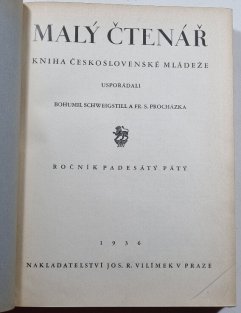 MALÝ ČTENÁŘ
KNIHA ČESKOSLOVENSKÉ MLÁDEŽE
USPOŘÁDALI
BOHUMIL SCHWEIGSTILL A FR. S. PROCHÁZKA
ROČNÍK PADESÁTÝ PÁTÝ
1936
NAKLADATELSTVÍ JOS. R. VILÍMEK V PRAZE